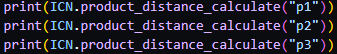 print(ICN.product_distance_calculate("p1"))
print(ICN.product_distance_calculate("p2"))
print(ICN.product_distance_calculate("p3"))